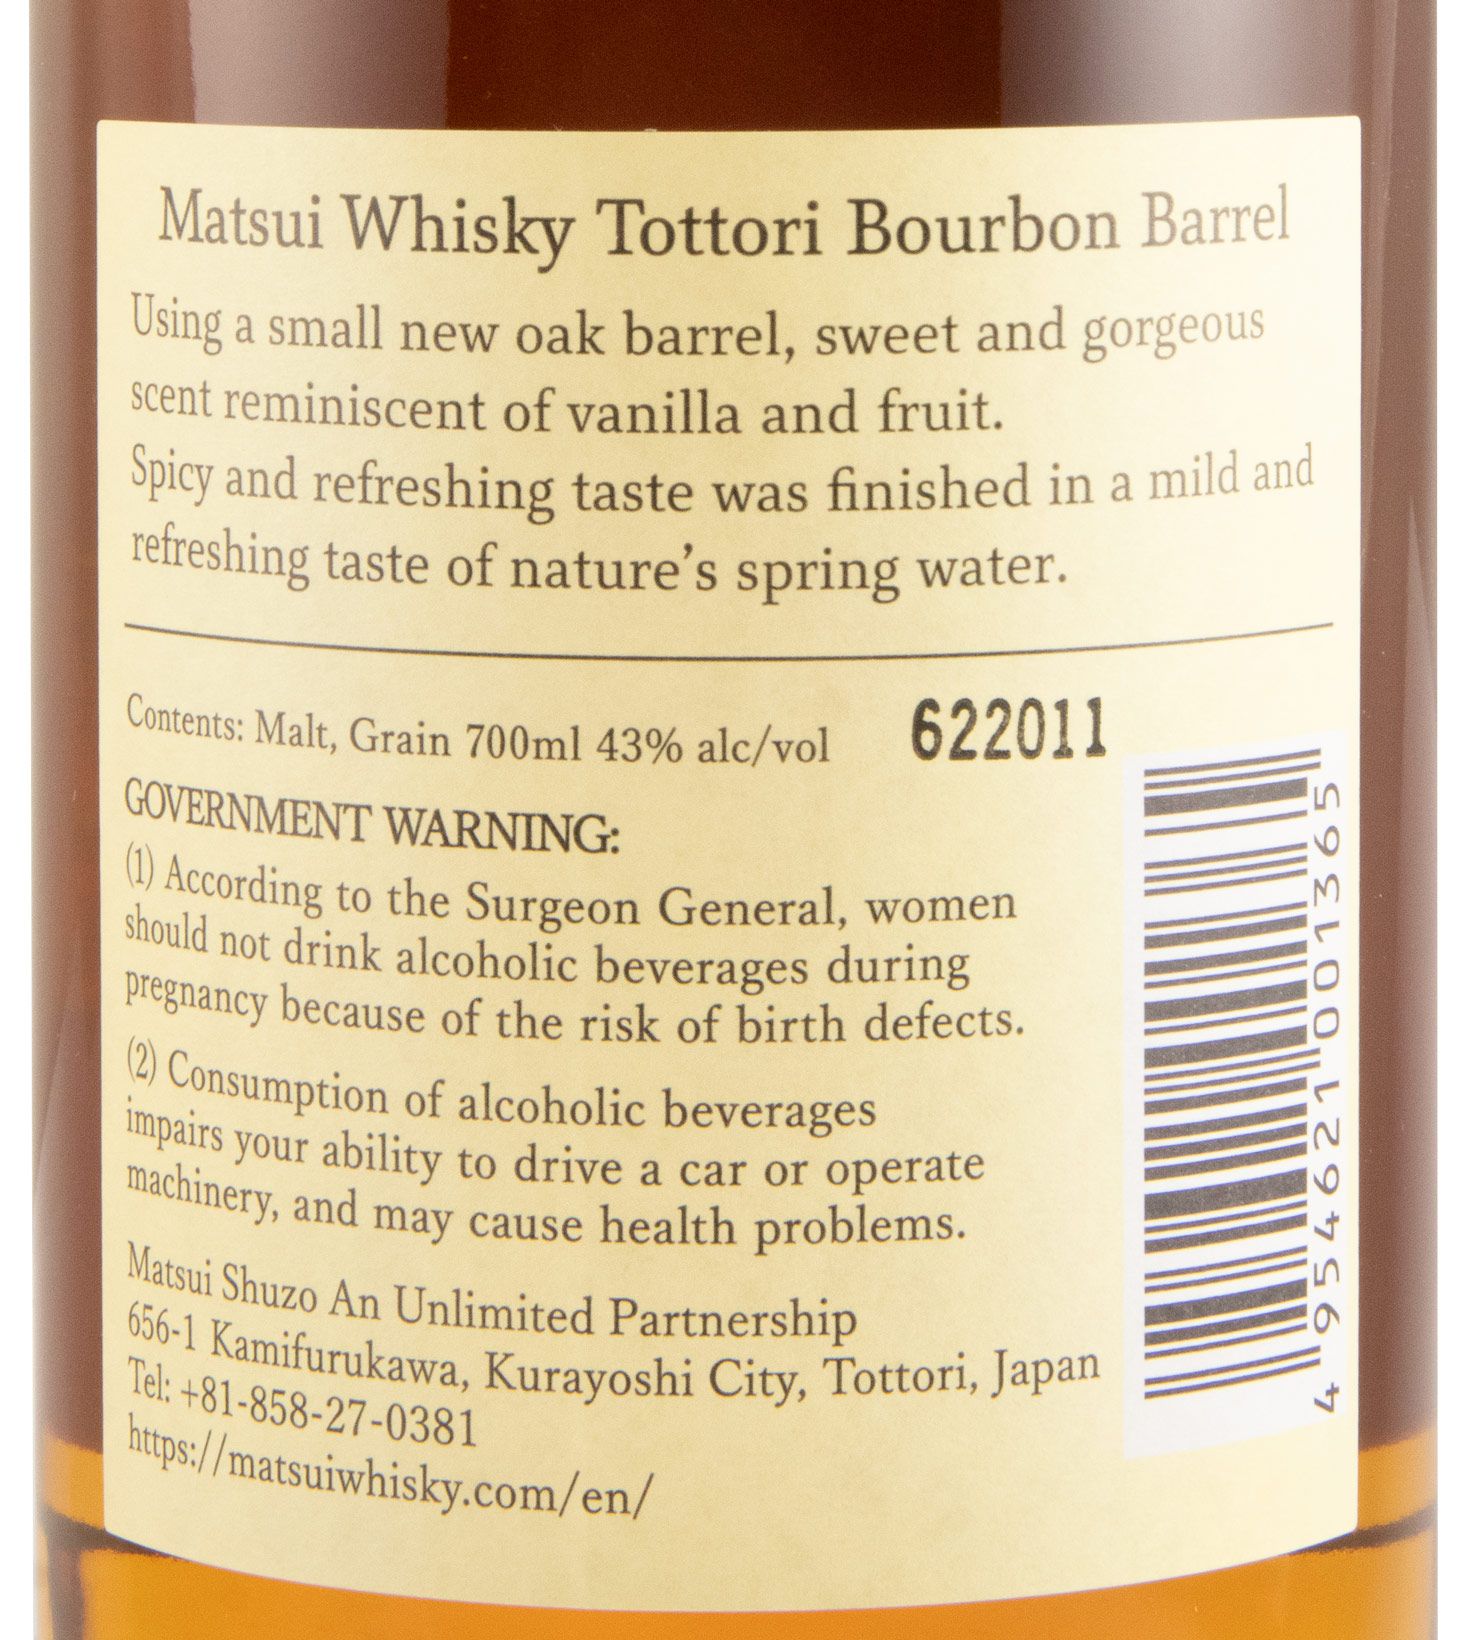 Matsui Whisky Tottori Bourbon Barrel
Using a small new oak barrel, sweet and gorgeous
scent reminiscent of vanilla and fruit.
Spicy and refreshing taste was finished in a mild and
refreshing taste of nature's spring water.
Contents: Malt, Grain 700ml 43% alc/vol
622011
GOVERNMENT WARNING:
(1) According to the Surgeon General, women
should not drink alcoholic beverages during
pregnancy because of the risk of birth defects.
(2) Consumption of alcoholic beverages
impairs your ability to drive a car or operate
machinery, and may cause health problems.
Matsui Shuzo An Unlimited Partnership
656-1 Kamifurukawa, Kurayoshi City, Tottori, Japan
Tel: +81-858-27-0381
https://matsuiwhisky.com/en/
4 954621 001365